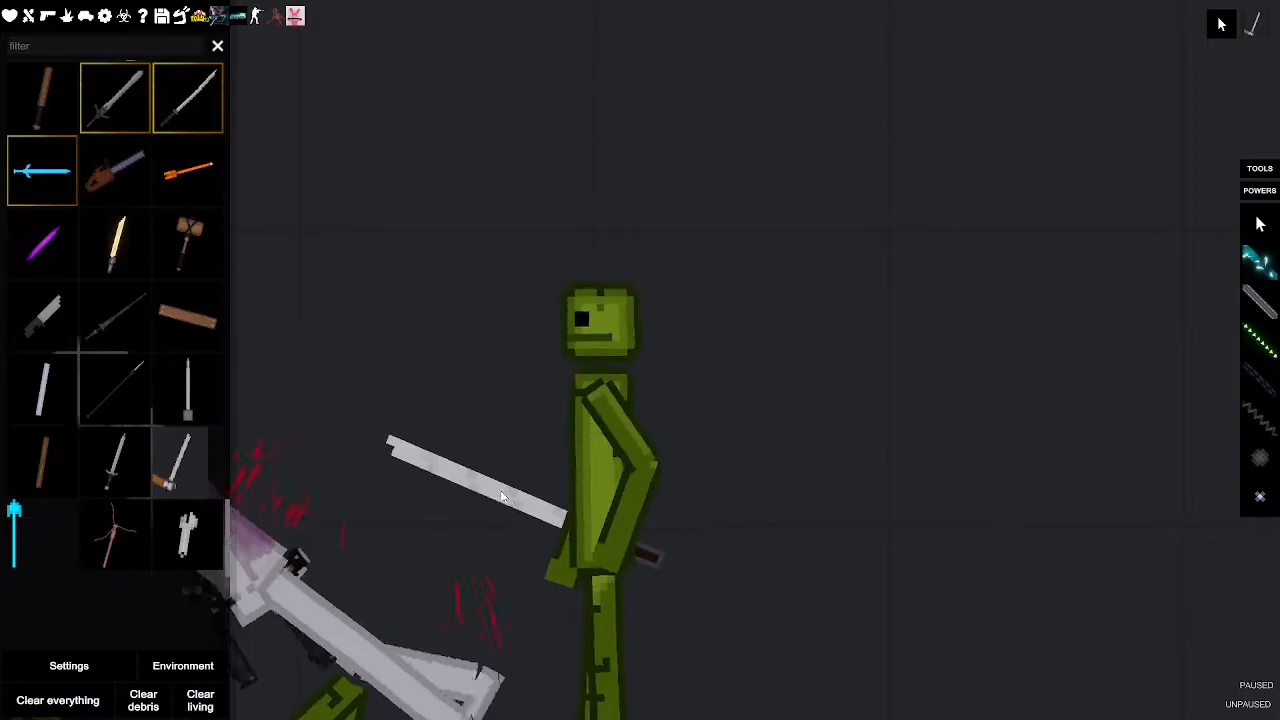 filter
TOOLS
POWERS
Settings
Environment
Clear everything
Clear debris
Clear living
PAUSED
UNPAUSED